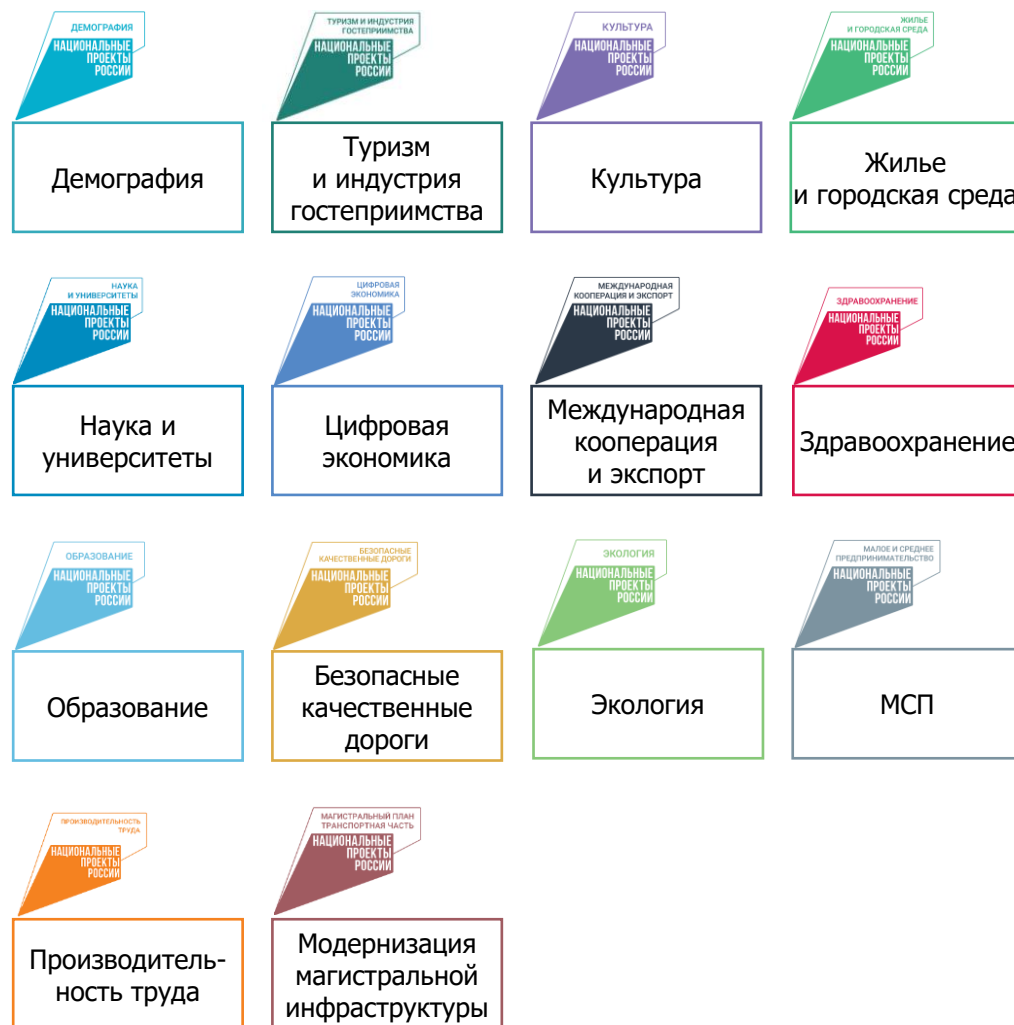 ДЕМОГРАФИЯ
НАЦИОНАЛЬНЫЕ
ПРОЕКТЫ
РОССИИ
Демография
ТУРИЗМ И ИНДУСТРИЯ
ГОСТЕПРИИМСТВА
НАЦИОНАЛЬНЫЕ
ПРОЕКТЫ
РОССИИ
Туризм
и индустрия
гостеприимства
КУЛЬТУРА
НАЦИОНАЛЬНЫЕ
ПРОЕКТЫ
РОССИИ
Культура
ЖИЛЬЕ
И ГОРОДСКАЯ СРЕДА
НАЦИОНАЛЬНЫЕ
ПРОЕКТЫ
РОССИИ
Жилье
и городская среда
НАУКА
И УНИВЕРСИТЕТЫ
НАЦИОНАЛЬНЫЕ
ПРОЕКТЫ
РОССИИ
Наука и
университеты
ЦИФРОВАЯ
ЭКОНОМИКА
НАЦИОНАЛЬНЫЕ
ПРОЕКТЫ
РОССИИ
Цифровая
экономика
МЕЖДУНАРОДНАЯ
КООПЕРАЦИЯ И ЭКСПОРТ
НАЦИОНАЛЬНЫЕ
ПРОЕКТЫ
РОССИИ
Международная
кооперация
и экспорт
ЗДРАВООХРАНЕНИЕ
НАЦИОНАЛЬНЫЕ
ПРОЕКТЫ
РОССИИ
Здравоохранение
ОБРАЗОВАНИЕ
НАЦИОНАЛЬНЫЕ
ПРОЕКТЫ
РОССИИ
Образование
БЕЗОПАСНЫЕ
КАЧЕСТВЕННЫЕ ДОРОГИ
НАЦИОНАЛЬНЫЕ
ПРОЕКТЫ
РОССИИ
Безопасные
качественные
дороги
ЭКОЛОГИЯ
НАЦИОНАЛЬНЫЕ
ПРОЕКТЫ
РОССИИ
Экология
МАЛОЕ И СРЕДНЕЕ
ПРЕДПРИНИМАТЕЛЬСТВО
НАЦИОНАЛЬНЫЕ
ПРОЕКТЫ
РОССИИ
МСП
ПРОИЗВОДИТЕЛЬНОСТЬ
ТРУДА
НАЦИОНАЛЬНЫЕ
ПРОЕКТЫ
РОССИИ
Производитель-
ность труда
МАГИСТРАЛЬНЫЙ ПЛАН
ТРАНСПОРТНАЯ ЧАСТЬ
НАЦИОНАЛЬНЫЕ
ПРОЕКТЫ
РОССИИ
Модернизация
магистральной
инфраструктуры